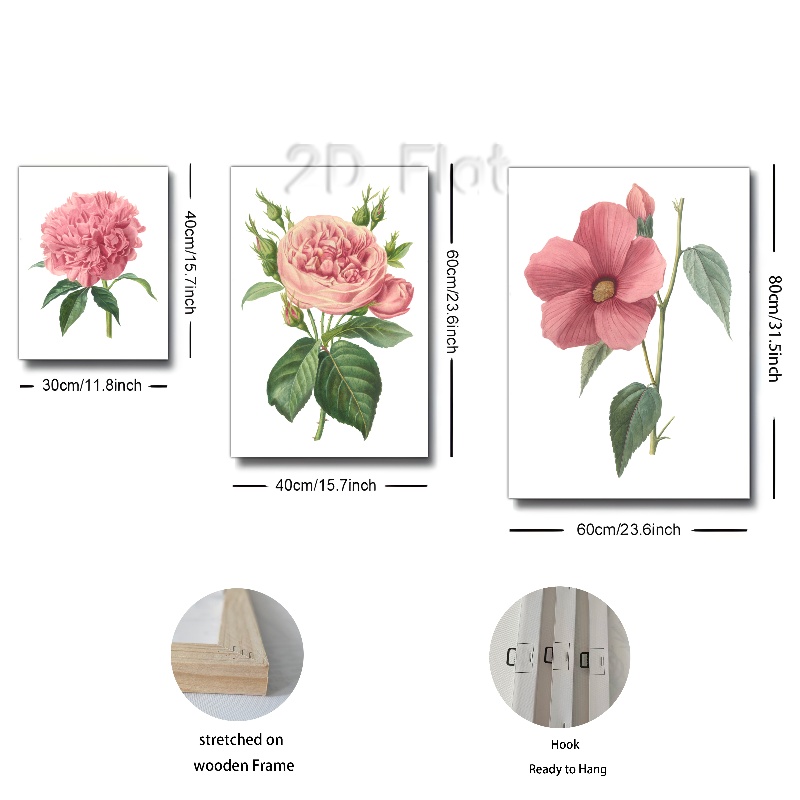 2D Flat
40cm/15.7inch
30cm/11.8inch
60cm/23.6inch
40cm/15.7inch
80cm/31.5inch
60cm/23.6inch
stretched on
wooden Frame
Hook
Ready to Hang